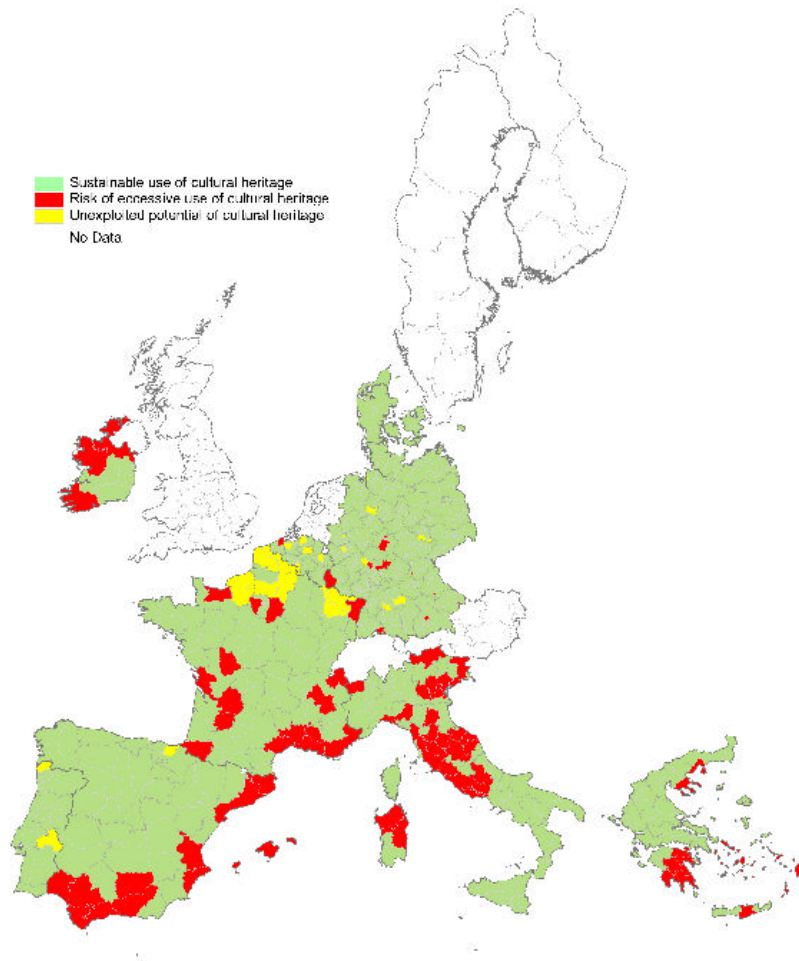 Sustainable use of cultural heritage
Risk of eccessive use of cultural heritage
Unexploited potential of cultural heritage
No Data